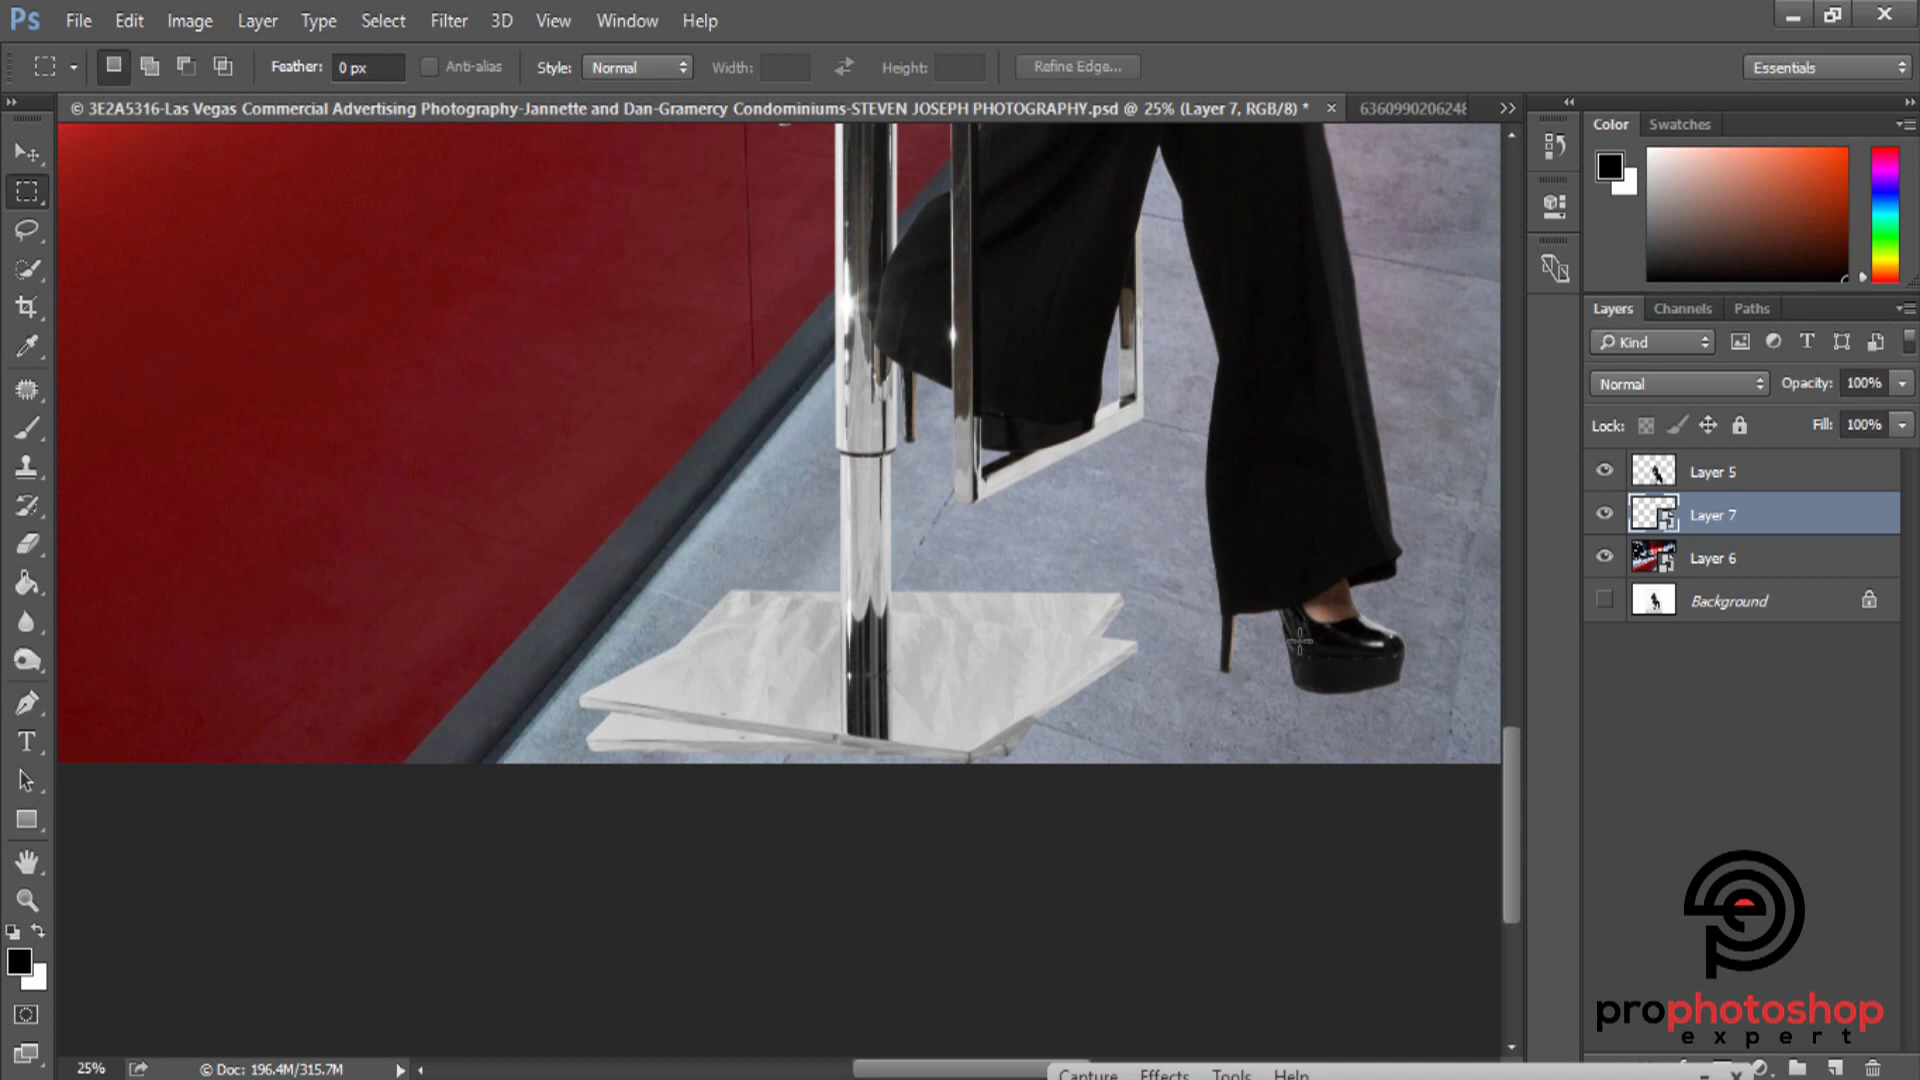 Ps File Edit Image Layer Type Select Filter 3D View Window Help
Feather: 0 px Anti-alias Style: Normal Width: Height: Refine Edge... Essentials
© 3E2A5316-Las Vegas Commercial Advertising Photography-Jannette and Dan-Gramercy Condominiums-STEVEN JOSEPH PHOTOGRAPHY.psd @ 25% (Layer 7, RGB/8) * × 6360990206248
Color Swatches
Layers Channels Paths
Kind
Normal Opacity: 100%
Lock: Fill: 100%
Layer 5
Layer 7
Layer 6
Background
prophotoshop
expert
25% © Doc: 196.4M/315.7M
Capture Effects Tools Help